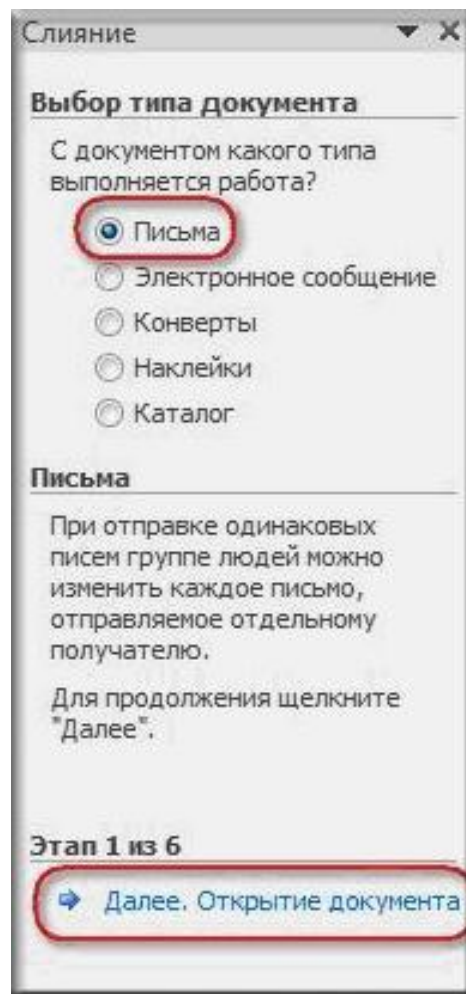 Слияние
Выбор типа документа
С документом какого типа
выполняется работа?
Письма
Электронное сообщение
Конверты
Наклейки
Каталог
Письма
При отправке одинаковых
писем группе людей можно
изменить каждое письмо,
отправляемое отдельному
получателю.
Для продолжения щелкните
"Далее".
Этап 1 из 6
Далее. Открытие документа